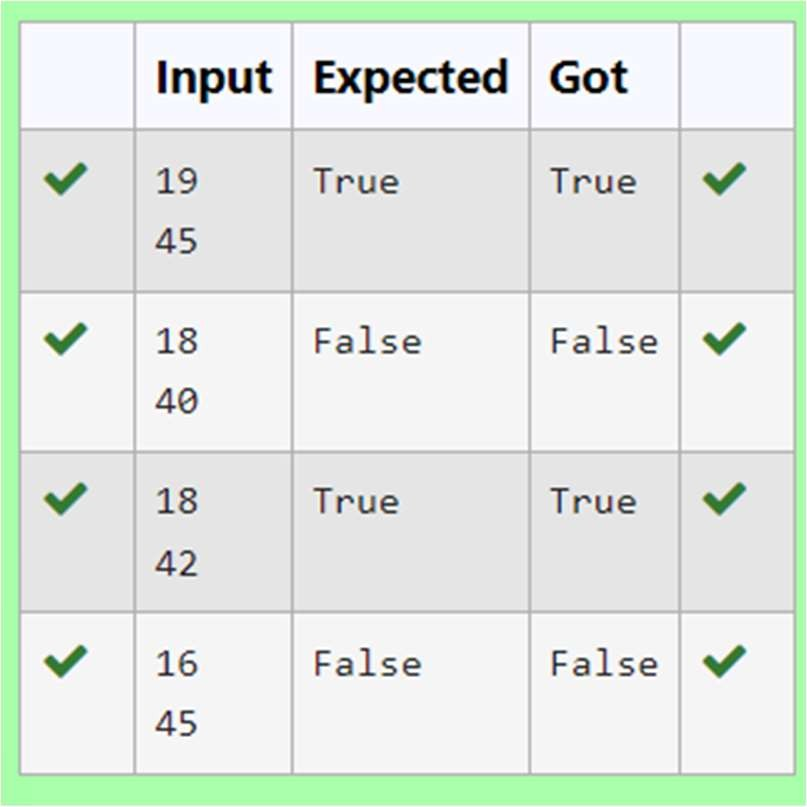 Input Expected Got
19 True True
45
18 False False
40
18 True True
42
16 False False
45